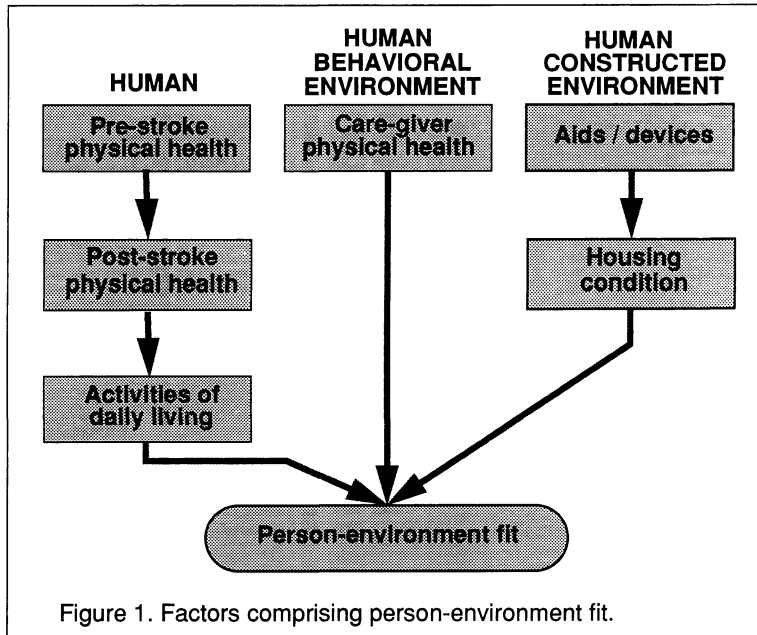 HUMAN
Pre-stroke
physical health
Post-stroke
physical health
Activities of
daily living
HUMAN
BEHAVIORAL
ENVIRONMENT
Care-giver
physical health
HUMAN
CONSTRUCTED
ENVIRONMENT
Aids / devices
Housing
condition
Person-environment fit
Figure 1. Factors comprising person-environment fit.